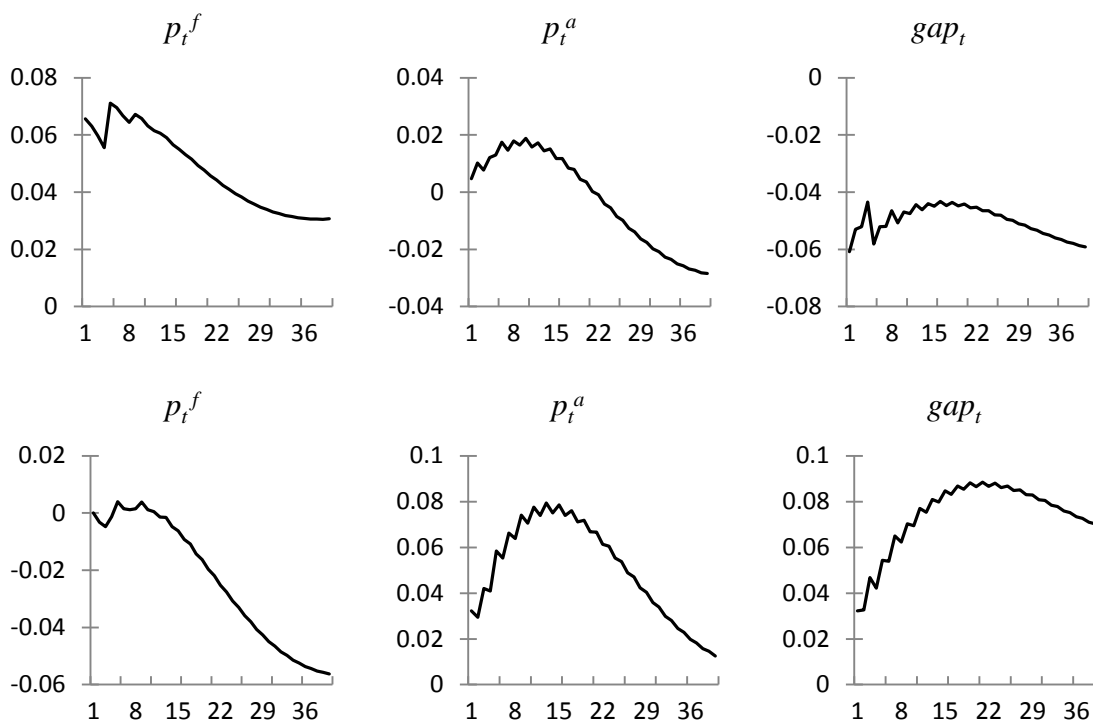 p_t^f p_t^a gap_t
0.08 0.04 0
0.06 0.02 -0.02
0.04 0 -0.04
0.02 -0.02 -0.06
0 -0.04 -0.08
1 8 15 22 29 36 1 8 15 22 29 36 1 8 15 22 29 36
p_t^f p_t^a gap_t
0.02 0.1 0.1
0 0.08 0.08
-0.02 0.06 0.06
-0.04 0.04 0.04
-0.06 0.02 0.02
0 0
1 8 15 22 29 36 1 8 15 22 29 36 1 8 15 22 29 36